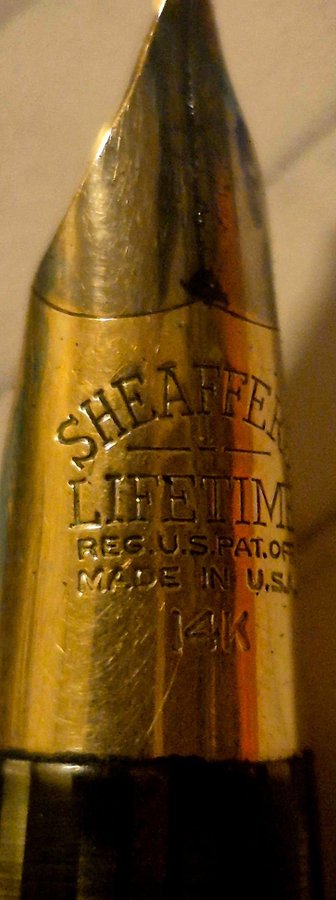 SHEAFFER
LIFETIM
REG.U.S.PAT.OF
MADE IN U.S.A.
14K